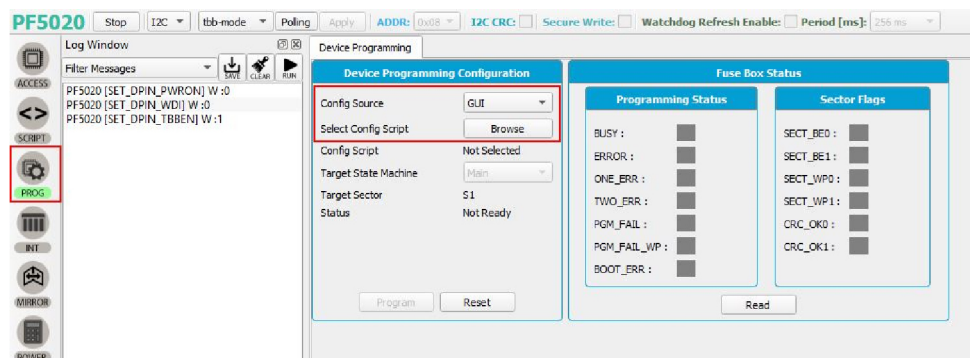 PF5020 Stop I2C tbb-mode Polling Apply ADDR: 0x08 I2C CRC: Secure Write: Watchdog Refresh Enable: Period [ms]: 256 ms
ACCESS
SCRIPT
PROG
INT
MIRROR
POWER
Log Window
Filter Messages SAVE CLEAR RUN
PF5020 [SET_DPIN_PWRON] W :0
PF5020 [SET_DPIN_WDI] W :0
PF5020 [SET_DPIN_TBBEN] W :1
Device Programming
Device Programming Configuration
Config Source GUI
Select Config Script Browse
Config Script Not Selected
Target State Machine Main
Target Sector S1
Status Not Ready
Program Reset
Fuse Box Status
Programming Status
BUSY :
ERROR :
ONE_ERR :
TWO_ERR :
PGM_FAIL :
PGM_FAIL_WP :
BOOT_ERR :
Sector Flags
SECT_BE0 :
SECT_BE1 :
SECT_WP0 :
SECT_WP1 :
CRC_OK0 :
CRC_OK1 :
Read